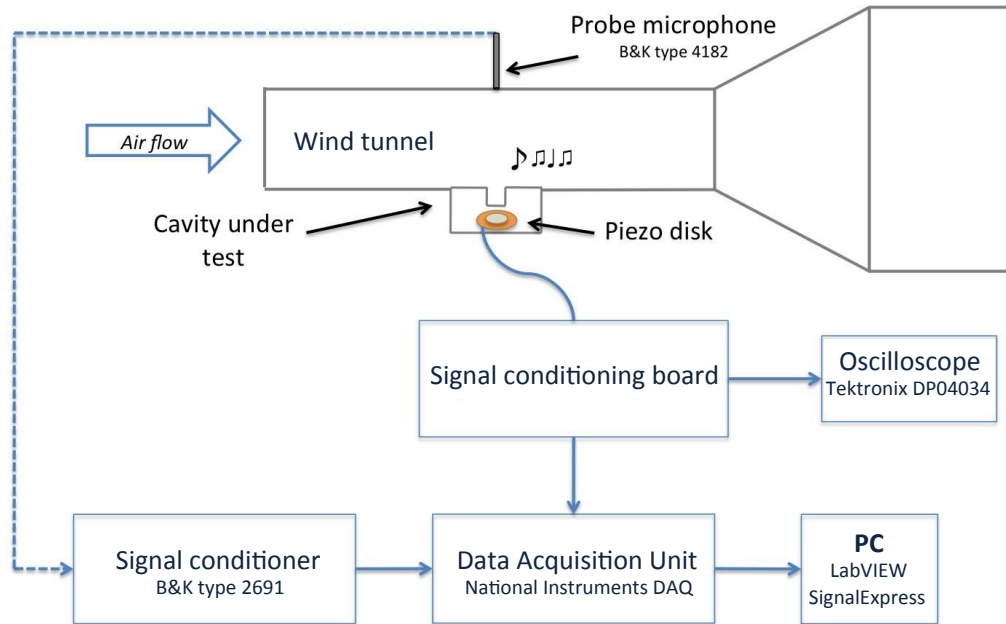 Probe microphone
B&K type 4182
Air flow
Wind tunnel
Cavity under
test
Piezo disk
Signal conditioning board
Oscilloscope
Tektronix DP04034
Signal conditioner
B&K type 2691
Data Acquisition Unit
National Instruments DAQ
PC
LabVIEW
SignalExpress